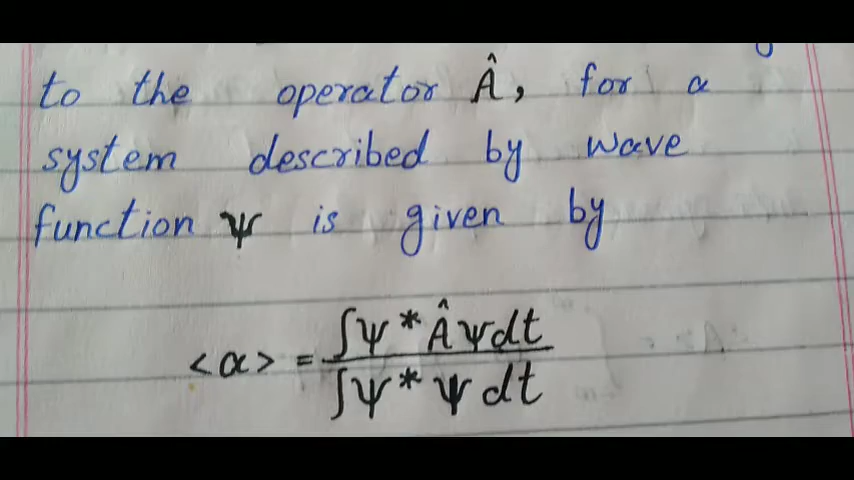 to the operator Â, for a
system described by wave
function Ψ is given by
<α> = ∫Ψ*ÂΨdt
∫Ψ*Ψdt